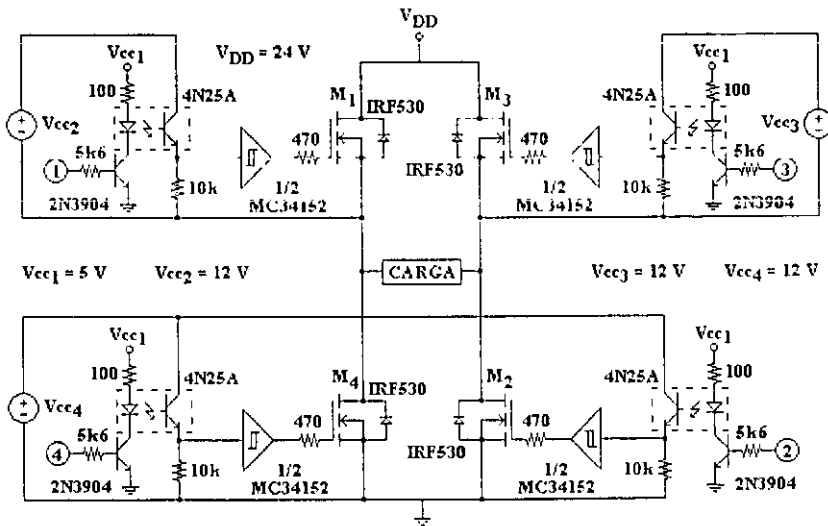 VDD
Vcc1
VDD = 24 V
Vcc1
100
4N25A
M1
IRF530
M3
4N25A
100
Vcc2
470
470
Vcc3
5k6
1
10k
1/2
MC34152
IRF530
1/2
MC34152
10k
5k6
3
2N3904
2N3904
Vcc1 = 5 V
Vcc2 = 12 V
CARGA
Vcc3 = 12 V
Vcc4 = 12 V
Vcc1
Vcc1
100
4N25A
M4
IRF530
M2
4N25A
100
Vcc4
470
470
5k6
4
10k
1/2
MC34152
IRF530
1/2
MC34152
10k
5k6
2
2N3904
2N3904